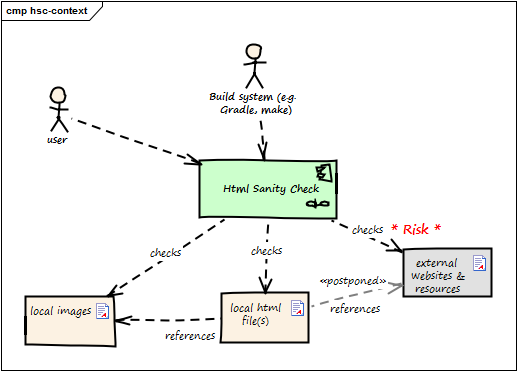 cmp hsc-context
Build system (e.g.
Gradle, make)
user
Html Sanity Check
checks
* Risk *
checks
checks
external
Websites &
resources
«postponed»
local images
local html
file(s)
references
references